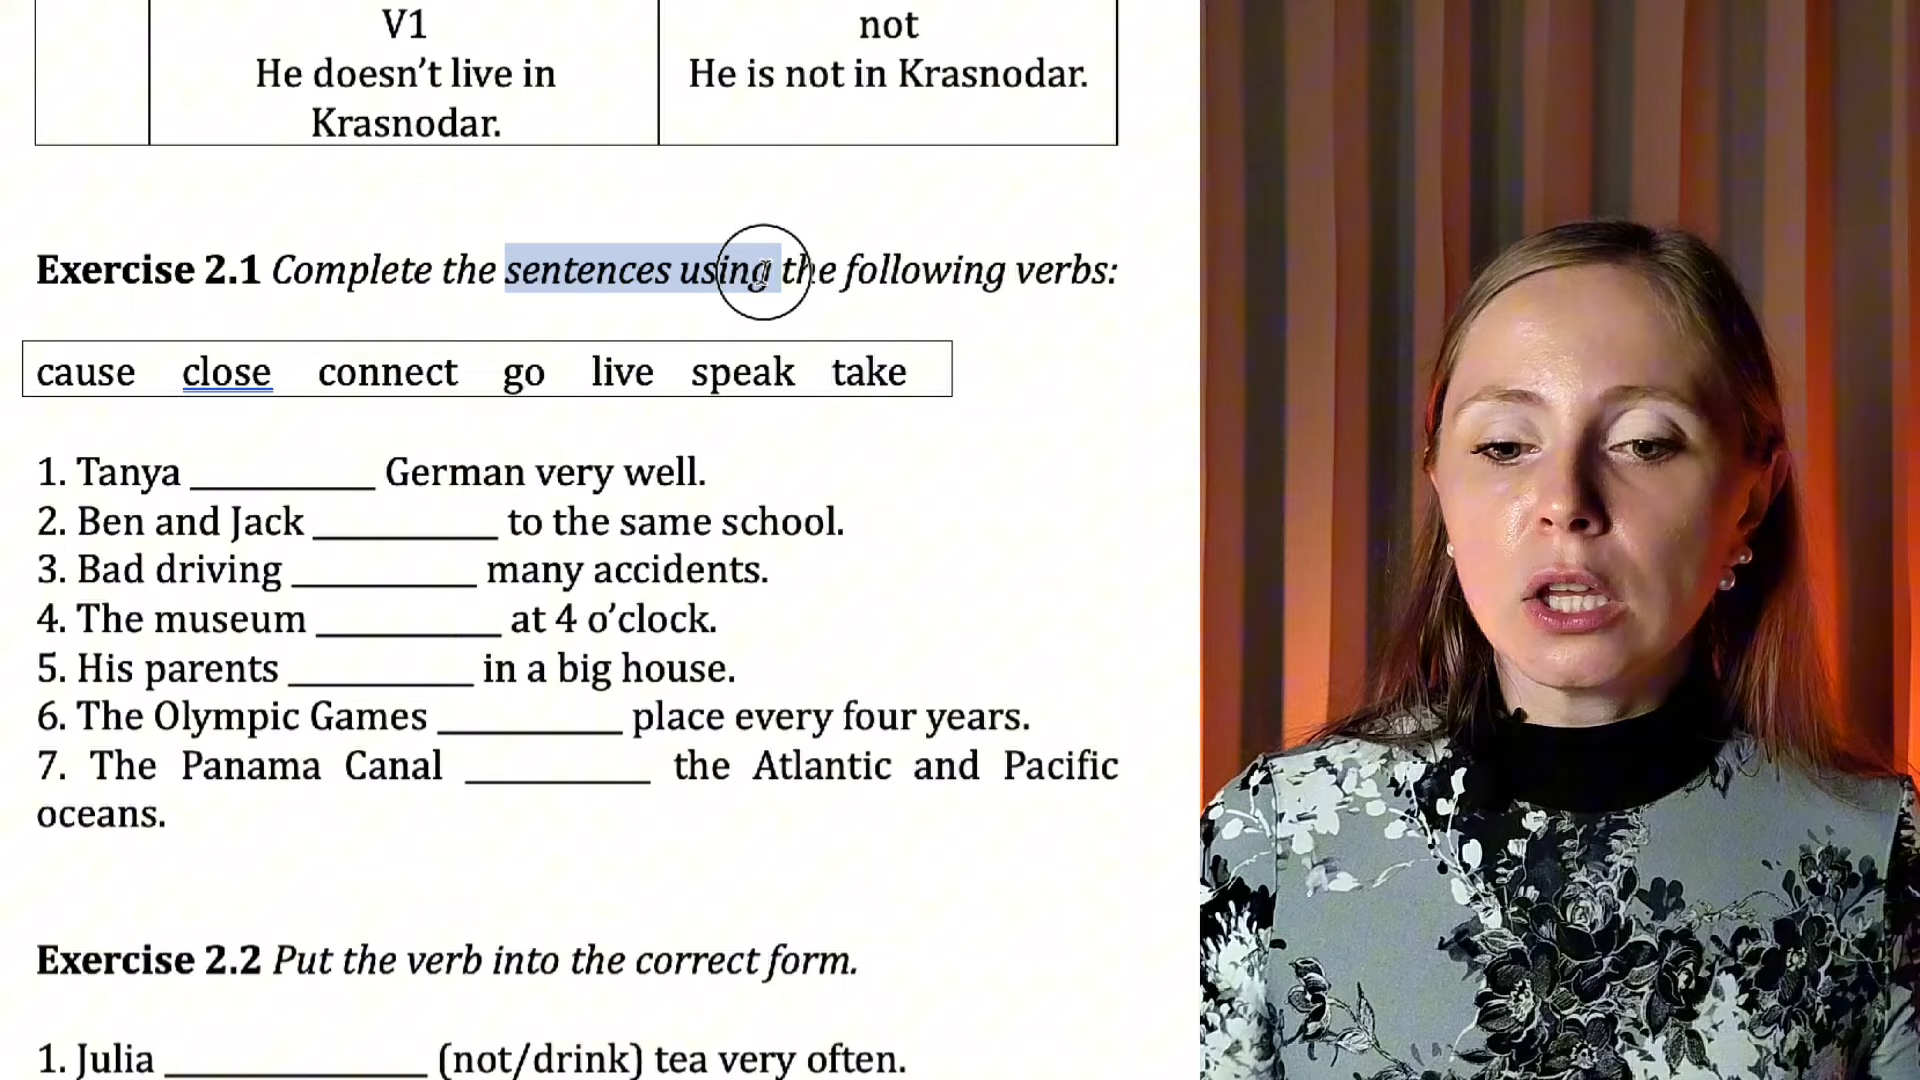 V1
not
He doesn’t live in
Krasnodar.
He is not in Krasnodar.
Exercise 2.1 Complete the sentences using the following verbs:
cause close connect go live speak take
1. Tanya __________ German very well.
2. Ben and Jack __________ to the same school.
3. Bad driving __________ many accidents.
4. The museum __________ at 4 o’clock.
5. His parents __________ in a big house.
6. The Olympic Games __________ place every four years.
7. The Panama Canal __________ the Atlantic and Pacific
oceans.
Exercise 2.2 Put the verb into the correct form.
1. Julia ______________ (not/drink) tea very often.